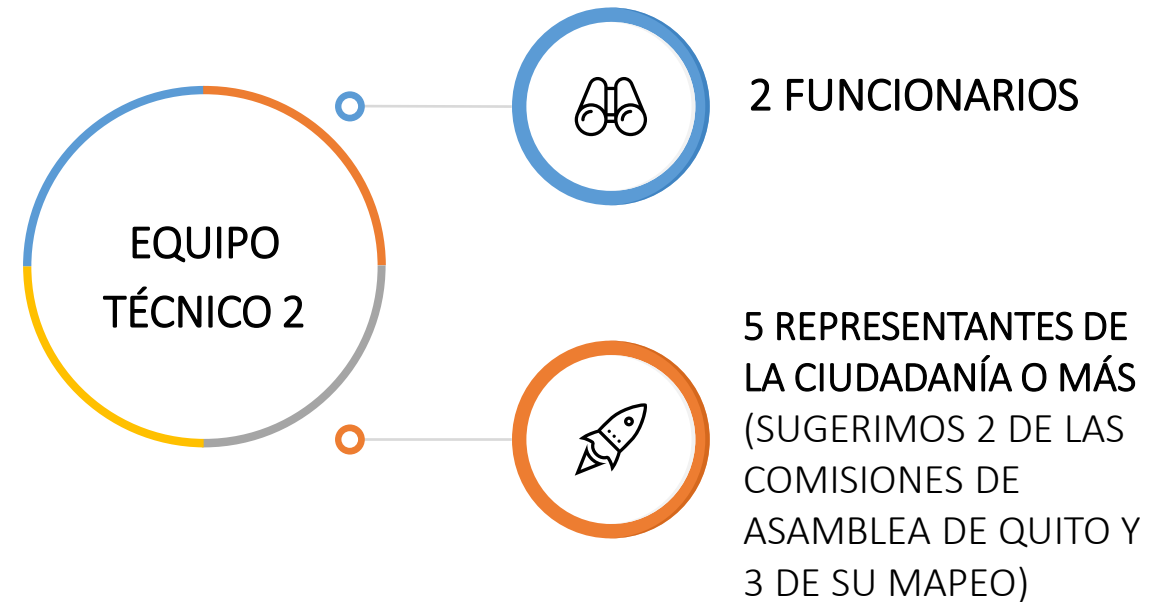 EQUIPO
TÉCNICO 2
2 FUNCIONARIOS
5 REPRESENTANTES DE
LA CIUDADANÍA O MÁS
(SUGERIMOS 2 DE LAS
COMISIONES DE
ASAMBLEA DE QUITO Y
3 DE SU MAPEO)